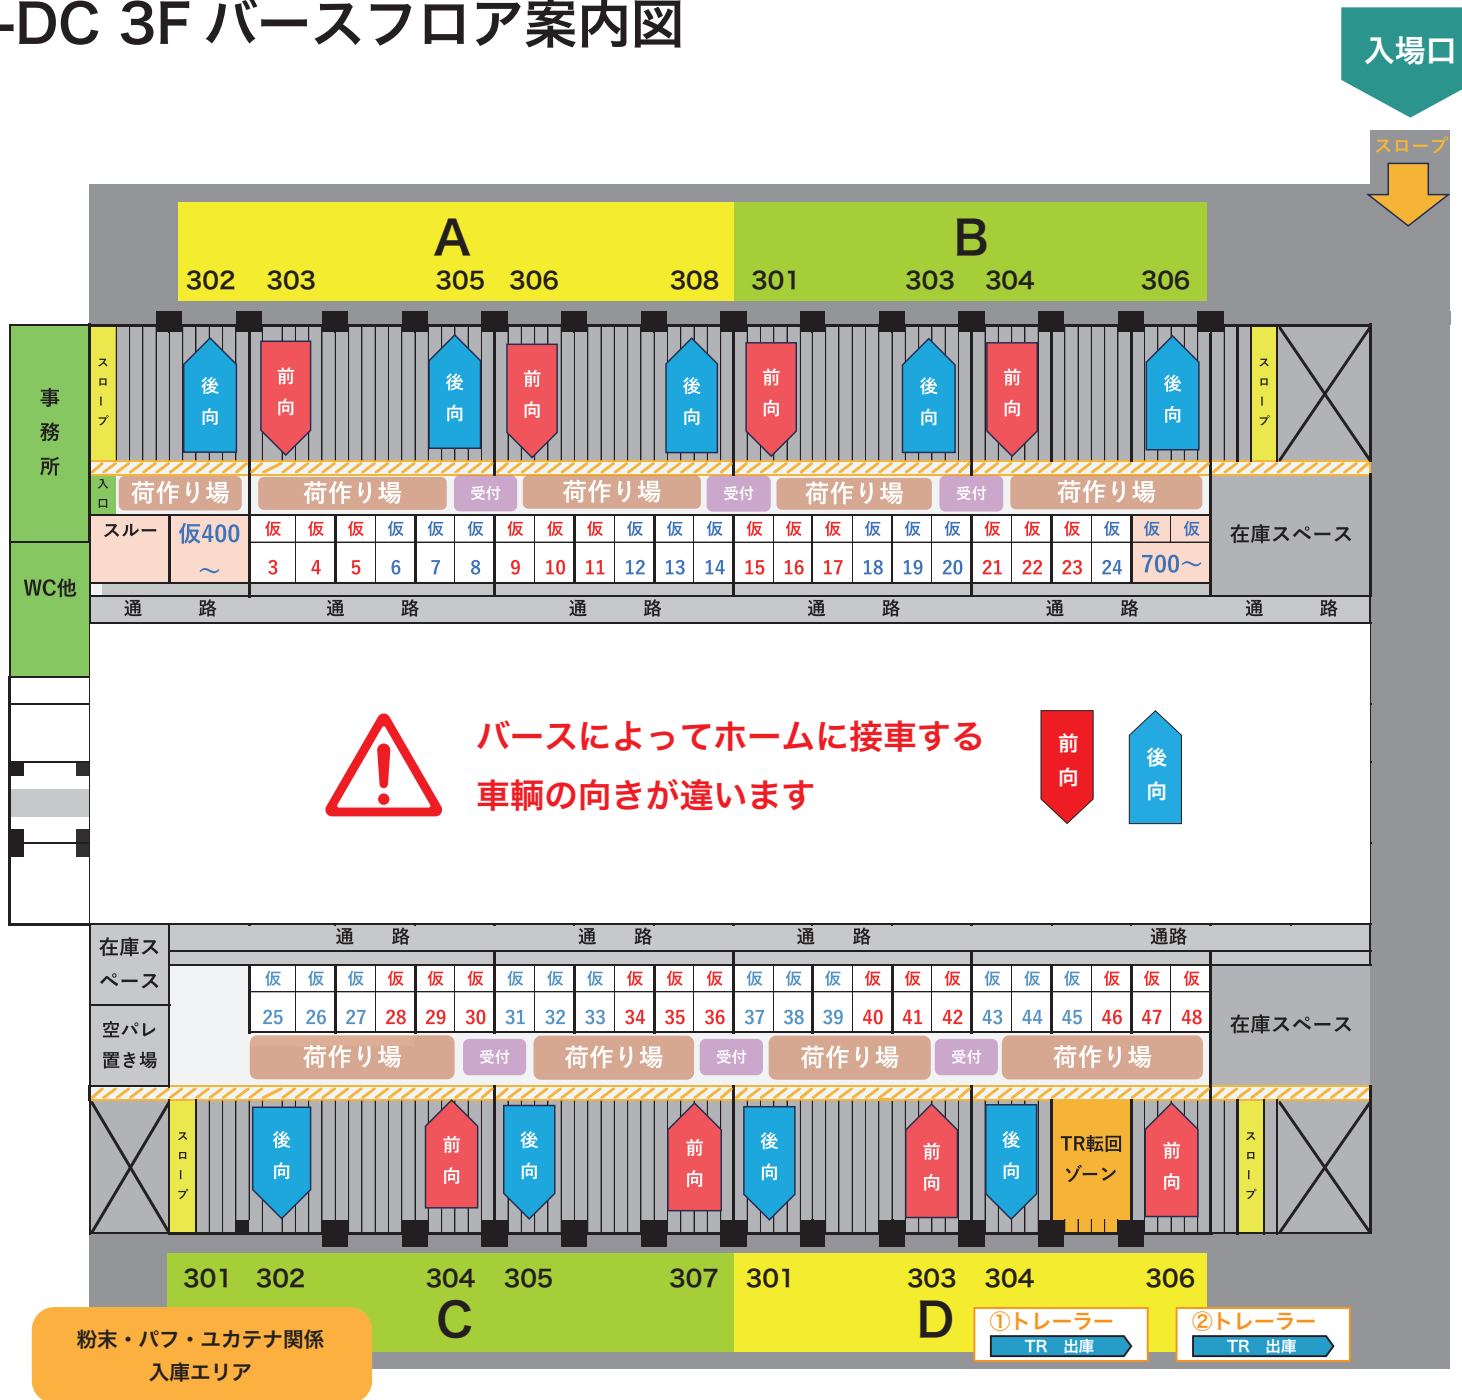 -DC 3F バースフロア案内図
入場口
スロープ
A
B
302 303 305 306 308 301 303 304 306
事務所
スロープ
後向
前向
後向
前向
後向
前向
後向
前向
後向
スロープ
入口
荷作り場
荷作り場
受付
荷作り場
受付
荷作り場
受付
荷作り場
スルー
仮400
～
仮 仮 仮 仮 仮 仮 仮 仮 仮 仮 仮 仮 仮 仮 仮 仮 仮 仮 仮 仮 仮 仮 仮 仮
3 4 5 6 7 8 9 10 11 12 13 14 15 16 17 18 19 20 21 22 23 24 700～
在庫スペース
WC他
通 路 通 路 通 路 通 路 通 路 通 路
バースによってホームに接車する
車輌の向きが違います
前向
後向
在庫ス
ペース
通 路 通 路 通 路 通路
仮 仮 仮 仮 仮 仮 仮 仮 仮 仮 仮 仮 仮 仮 仮 仮 仮 仮 仮 仮 仮 仮 仮 仮
25 26 27 28 29 30 31 32 33 34 35 36 37 38 39 40 41 42 43 44 45 46 47 48
在庫スペース
空パレ
置き場
荷作り場
受付
荷作り場
受付
荷作り場
受付
荷作り場
スロープ
後向
前向
後向
前向
後向
前向
後向
TR転回
ゾーン
前向
スロープ
301 302 304 305 307 301 303 304 306
C
D
①トレーラー
TR 出庫
②トレーラー
TR 出庫
粉末・パフ・ユカテナ関係
入庫エリア